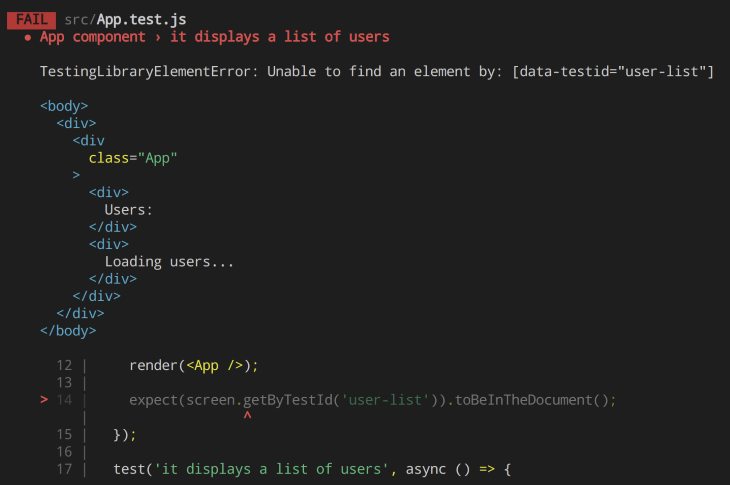 FAIL src/App.test.js
● App component › it displays a list of users
TestingLibraryElementError: Unable to find an element by: [data-testid="user-list"]
<body>
<div>
<div
class="App"
>
<div>
Users:
</div>
<div>
Loading users...
</div>
</div>
</div>
</body>
12 | render(<App />);
13 |
> 14 | expect(screen.getByTestId('user-list')).toBeInTheDocument();
| ^
15 | });
16 |
17 | test('it displays a list of users', async () => {